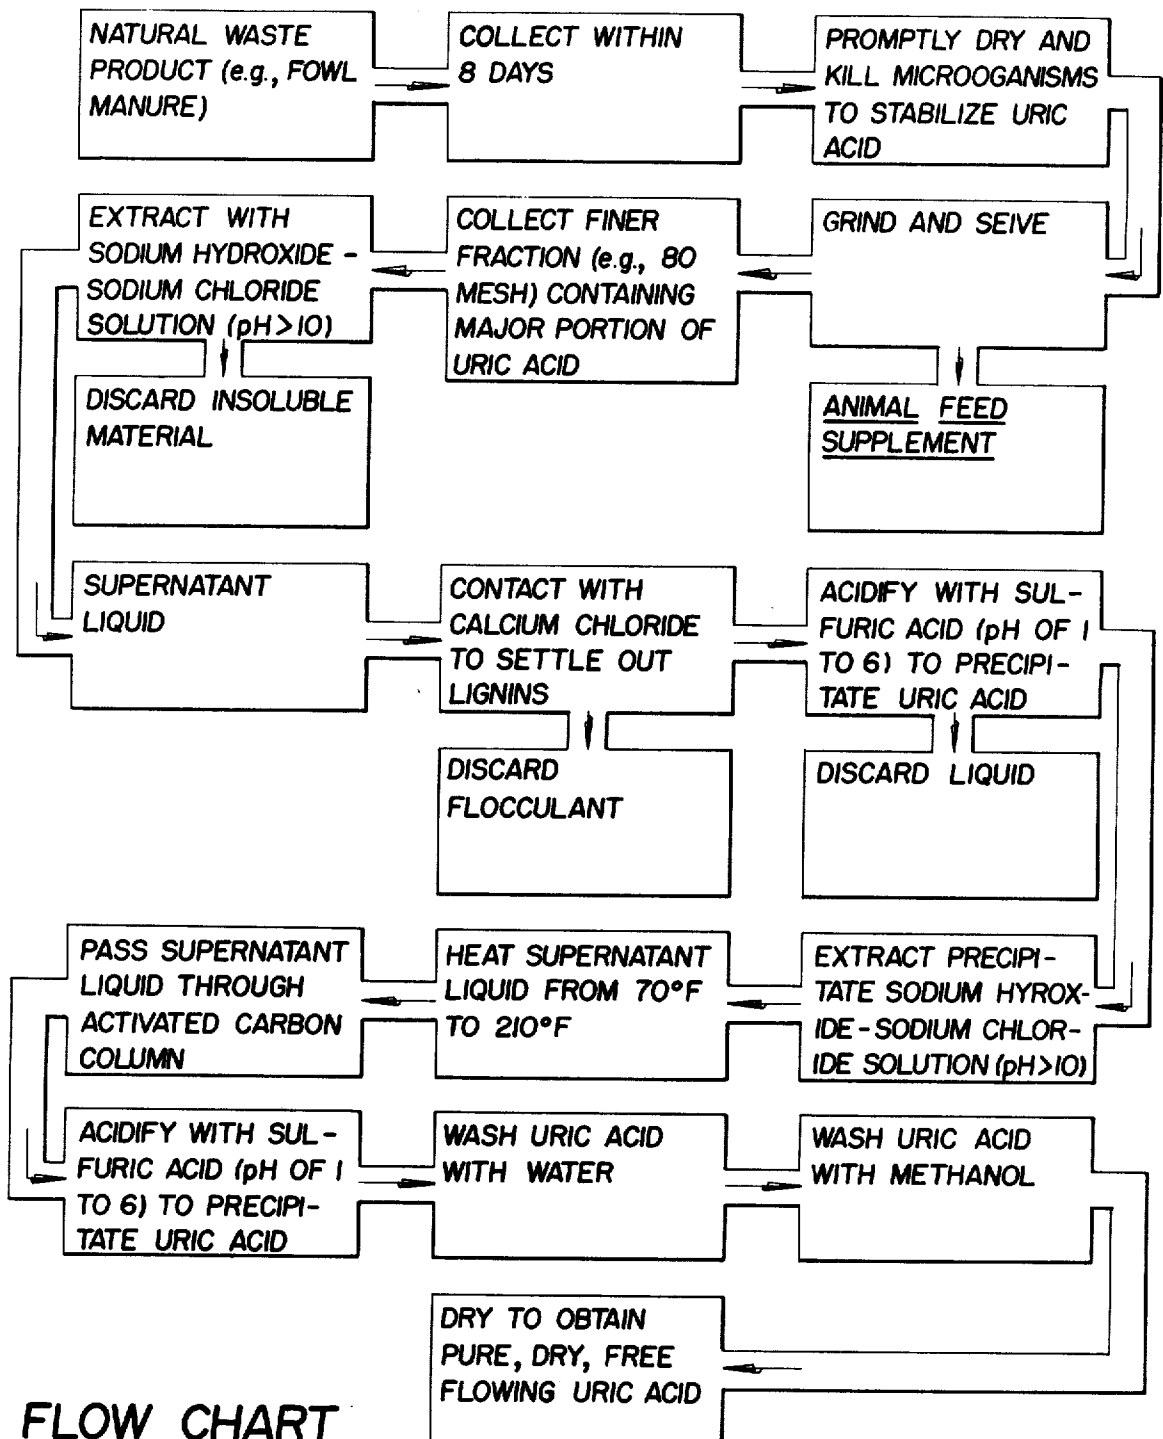 NATURAL WASTE
PRODUCT (e.g., FOWL
MANURE)
COLLECT WITHIN
8 DAYS
PROMPTLY DRY AND
KILL MICROOGANISMS
TO STABILIZE URIC
ACID
GRIND AND SEIVE
ANIMAL FEED
SUPPLEMENT
COLLECT FINER
FRACTION (e.g., 80
MESH) CONTAINING
MAJOR PORTION OF
URIC ACID
EXTRACT WITH
SODIUM HYDROXIDE -
SODIUM CHLORIDE
SOLUTION (pH>10)
DISCARD INSOLUBLE
MATERIAL
SUPERNATANT
LIQUID
CONTACT WITH
CALCIUM CHLORIDE
TO SETTLE OUT
LIGNINS
DISCARD
FLOCCULANT
ACIDIFY WITH SUL-
FURIC ACID (pH OF 1
TO 6) TO PRECIPI-
TATE URIC ACID
DISCARD LIQUID
EXTRACT PRECIPI-
TATE SODIUM HYROX-
IDE-SODIUM CHLOR-
IDE SOLUTION (pH>10)
HEAT SUPERNATANT
LIQUID FROM 70°F
TO 210°F
PASS SUPERNATANT
LIQUID THROUGH
ACTIVATED CARBON
COLUMN
ACIDIFY WITH SUL-
FURIC ACID (pH OF 1
TO 6) TO PRECIPI-
TATE URIC ACID
WASH URIC ACID
WITH WATER
WASH URIC ACID
WITH METHANOL
DRY TO OBTAIN
PURE, DRY, FREE
FLOWING URIC ACID
FLOW CHART